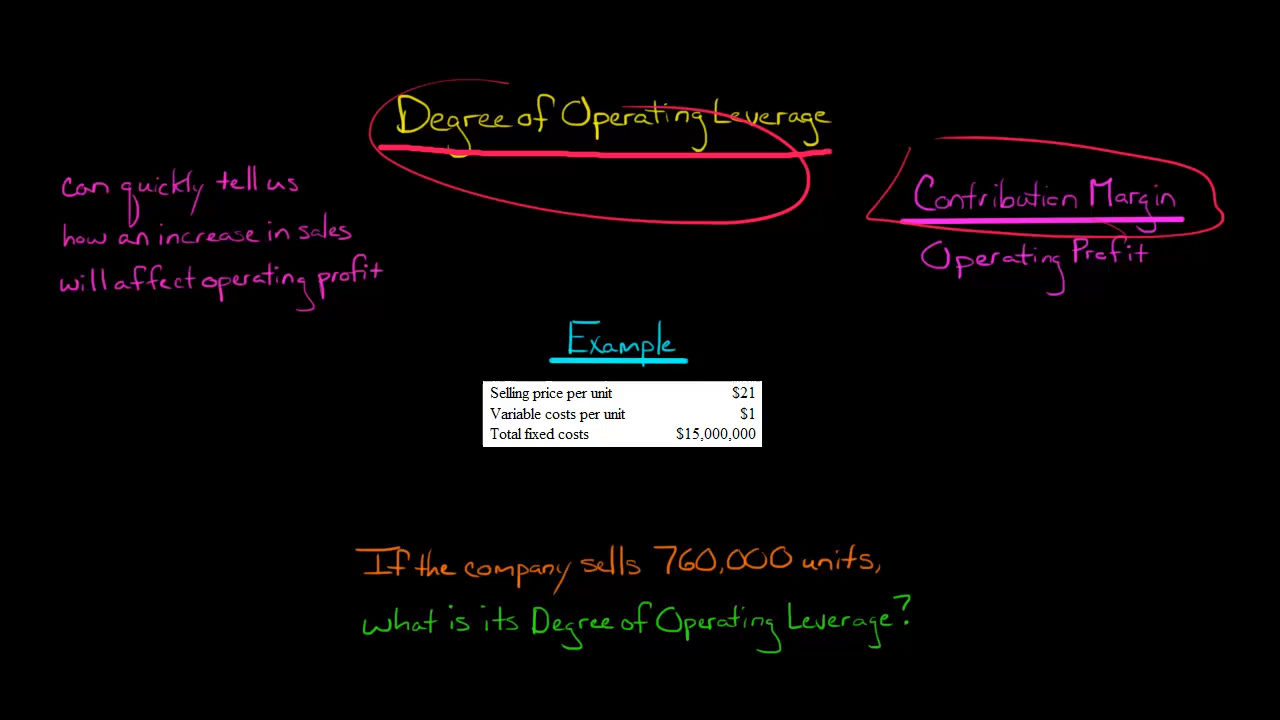 Degree of Operating Leverage
can quickly tell us
how an increase in sales
will affect operating profit
Contribution Margin
Operating Profit
Example
Selling price per unit $21
Variable costs per unit $1
Total fixed costs $15,000,000
If the company sells 760,000 units,
what is its Degree of Operating Leverage?